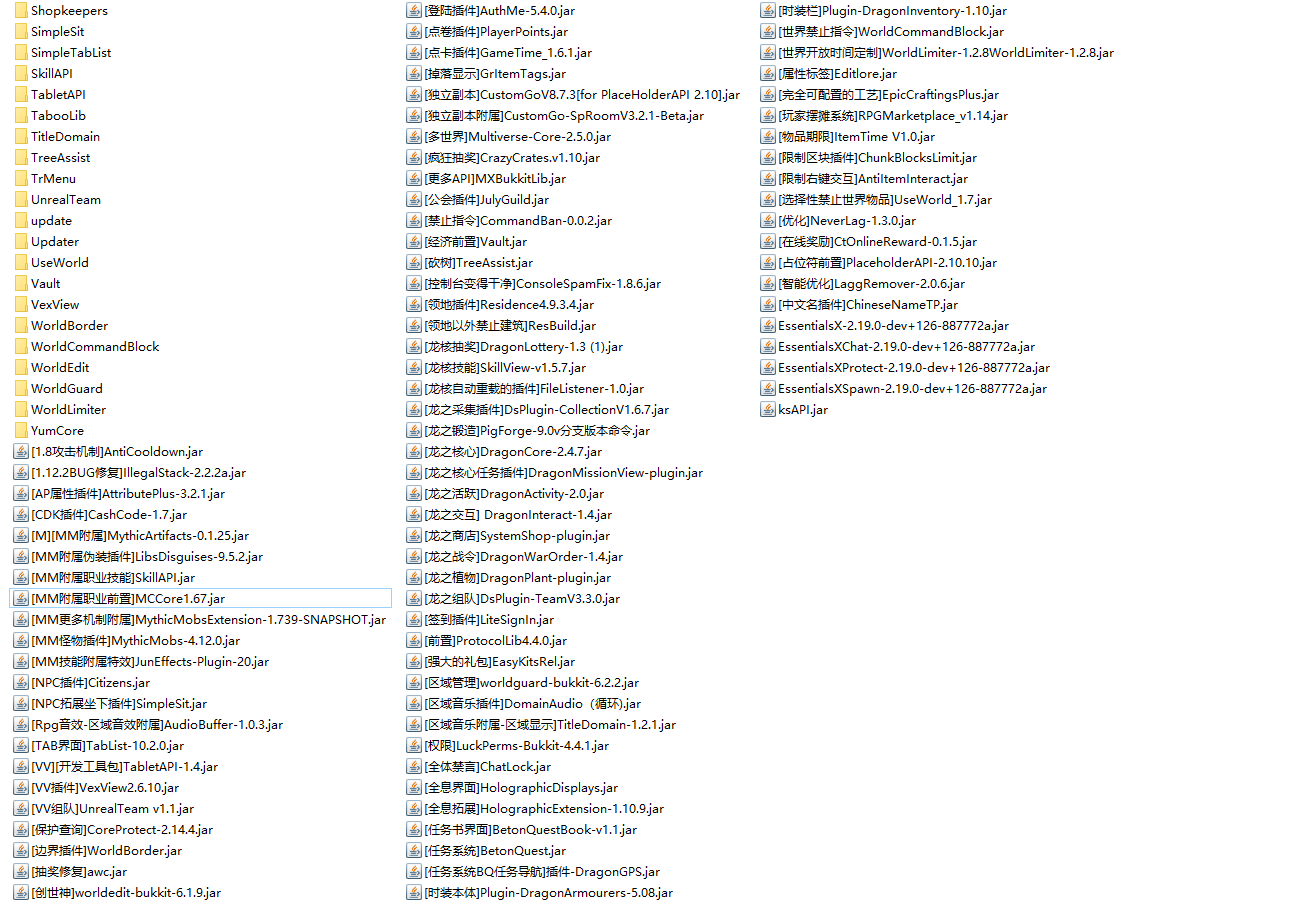 Shopkeepers
SimpleSit
SimpleTabList
SkillAPI
TabletAPI
TabooLib
TitleDomain
TreeAssist
TrMenu
UnrealTeam
update
Updater
UseWorld
Vault
VexView
WorldBorder
WorldCommandBlock
WorldEdit
WorldGuard
WorldLimiter
YumCore
[1.8攻击机制]AntiCooldown.jar
[1.12.2BUG修复]IllegalStack-2.2.2a.jar
[AP属性插件]AttributePlus-3.2.1.jar
[CDK插件]CashCode-1.7.jar
[M][MM附属]MythicArtifacts-0.1.25.jar
[MM附属伪装插件]LibsDisguises-9.5.2.jar
[MM附属职业技能]SkillAPI.jar
[MM附属职业前置]MCCore1.67.jar
[MM更多机制附属]MythicMobsExtension-1.739-SNAPSHOT.jar
[MM怪物插件]MythicMobs-4.12.0.jar
[MM技能附属特效]JunEffects-Plugin-20.jar
[NPC插件]Citizens.jar
[NPC拓展坐下插件]SimpleSit.jar
[Rpg音效-区域音效附属]AudioBuffer-1.0.3.jar
[TAB界面]TabList-10.2.0.jar
[VV][开发工具包]TabletAPI-1.4.jar
[VV插件]VexView2.6.10.jar
[VV组队]UnrealTeam v1.1.jar
[保护查询]CoreProtect-2.14.4.jar
[边界插件]WorldBorder.jar
[抽奖修复]awc.jar
[创世神]worldedit-bukkit-6.1.9.jar
[登陆插件]AuthMe-5.4.0.jar
[点卷插件]PlayerPoints.jar
[点卡插件]GameTime_1.6.1.jar
[掉落显示]GrItemTags.jar
[独立副本]CustomGoV8.7.3[for PlaceHolderAPI 2.10].jar
[独立副本附属]CustomGo-SpRoomV3.2.1-Beta.jar
[多世界]Multiverse-Core-2.5.0.jar
[疯狂抽奖]CrazyCrates.v1.10.jar
[更多API]MXBukkitLib.jar
[公会插件]JulyGuild.jar
[禁止指令]CommandBan-0.0.2.jar
[经济前置]Vault.jar
[砍树]TreeAssist.jar
[控制台变得干净]ConsoleSpamFix-1.8.6.jar
[领地插件]Residence4.9.3.4.jar
[领地以外禁止建筑]ResBuild.jar
[龙核抽奖]DragonLottery-1.3 (1).jar
[龙核技能]SkillView-v1.5.7.jar
[龙核自动重载的插件]FileListener-1.0.jar
[龙之采集插件]DsPlugin-CollectionV1.6.7.jar
[龙之锻造]PigForge-9.0v分支版本命令.jar
[龙之核心]DragonCore-2.4.7.jar
[龙之核心任务插件]DragonMissionView-plugin.jar
[龙之活跃]DragonActivity-2.0.jar
[龙之交互] DragonInteract-1.4.jar
[龙之商店]SystemShop-plugin.jar
[龙之战令]DragonWarOrder-1.4.jar
[龙之植物]DragonPlant-plugin.jar
[龙之组队]DsPlugin-TeamV3.3.0.jar
[签到插件]LiteSignIn.jar
[前置]ProtocolLib4.4.0.jar
[强大的礼包]EasyKitsRel.jar
[区域管理]worldguard-bukkit-6.2.2.jar
[区域音乐插件]DomainAudio（循环).jar
[区域音乐附属-区域显示]TitleDomain-1.2.1.jar
[权限]LuckPerms-Bukkit-4.4.1.jar
[全体禁言]ChatLock.jar
[全息界面]HolographicDisplays.jar
[全息拓展]HolographicExtension-1.10.9.jar
[任务书界面]BetonQuestBook-v1.1.jar
[任务系统]BetonQuest.jar
[任务系统BQ任务导航]插件-DragonGPS.jar
[时装本体]Plugin-DragonArmourers-5.08.jar
[时装栏]Plugin-DragonInventory-1.10.jar
[世界禁止指令]WorldCommandBlock.jar
[世界开放时间定制]WorldLimiter-1.2.8WorldLimiter-1.2.8.jar
[属性标签]Editlore.jar
[完全可配置的工艺]EpicCraftingsPlus.jar
[玩家摆摊系统]RPGMarketplace_v1.14.jar
[物品期限]ItemTime V1.0.jar
[限制区块插件]ChunkBlocksLimit.jar
[限制右键交互]AntiItemInteract.jar
[选择性禁止世界物品]UseWorld_1.7.jar
[优化]NeverLag-1.3.0.jar
[在线奖励]CtOnlineReward-0.1.5.jar
[占位符前置]PlaceholderAPI-2.10.10.jar
[智能优化]LaggRemover-2.0.6.jar
[中文名插件]ChineseNameTP.jar
EssentialsX-2.19.0-dev+126-887772a.jar
EssentialsXChat-2.19.0-dev+126-887772a.jar
EssentialsXProtect-2.19.0-dev+126-887772a.jar
EssentialsXSpawn-2.19.0-dev+126-887772a.jar
ksAPI.jar